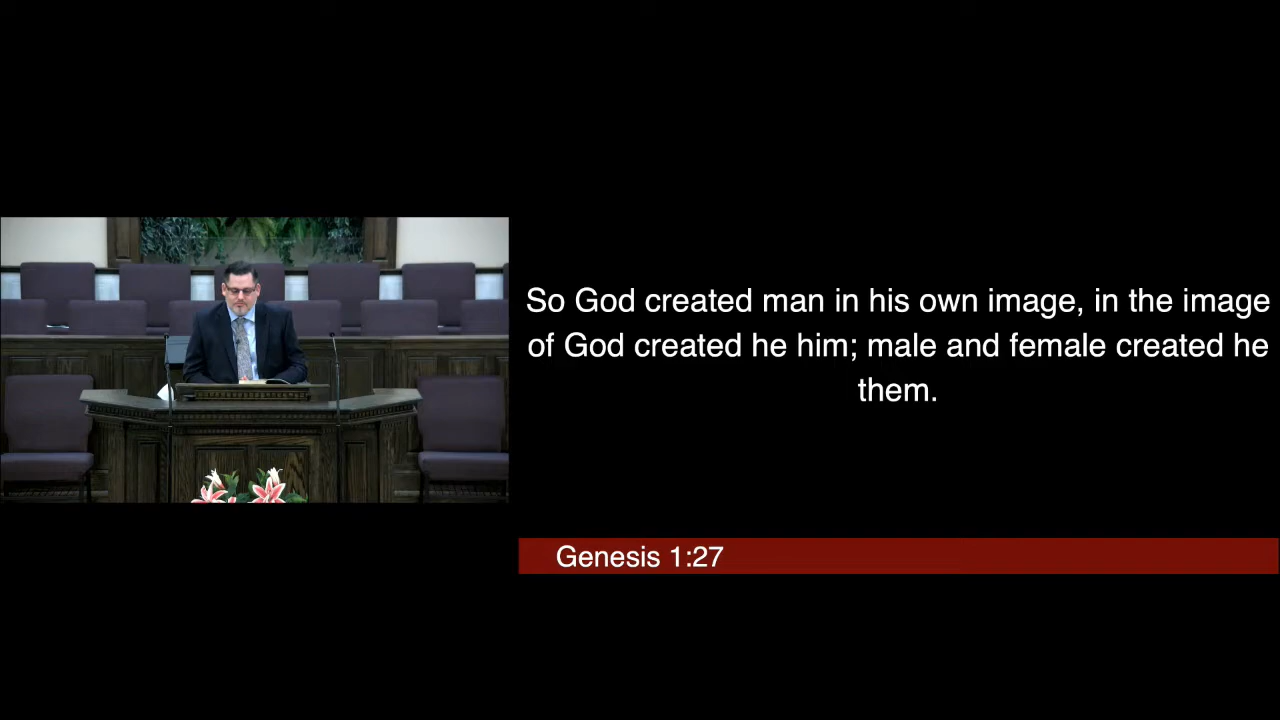 So God created man in his own image, in the image
of God created he him; male and female created he
them.
Genesis 1:27